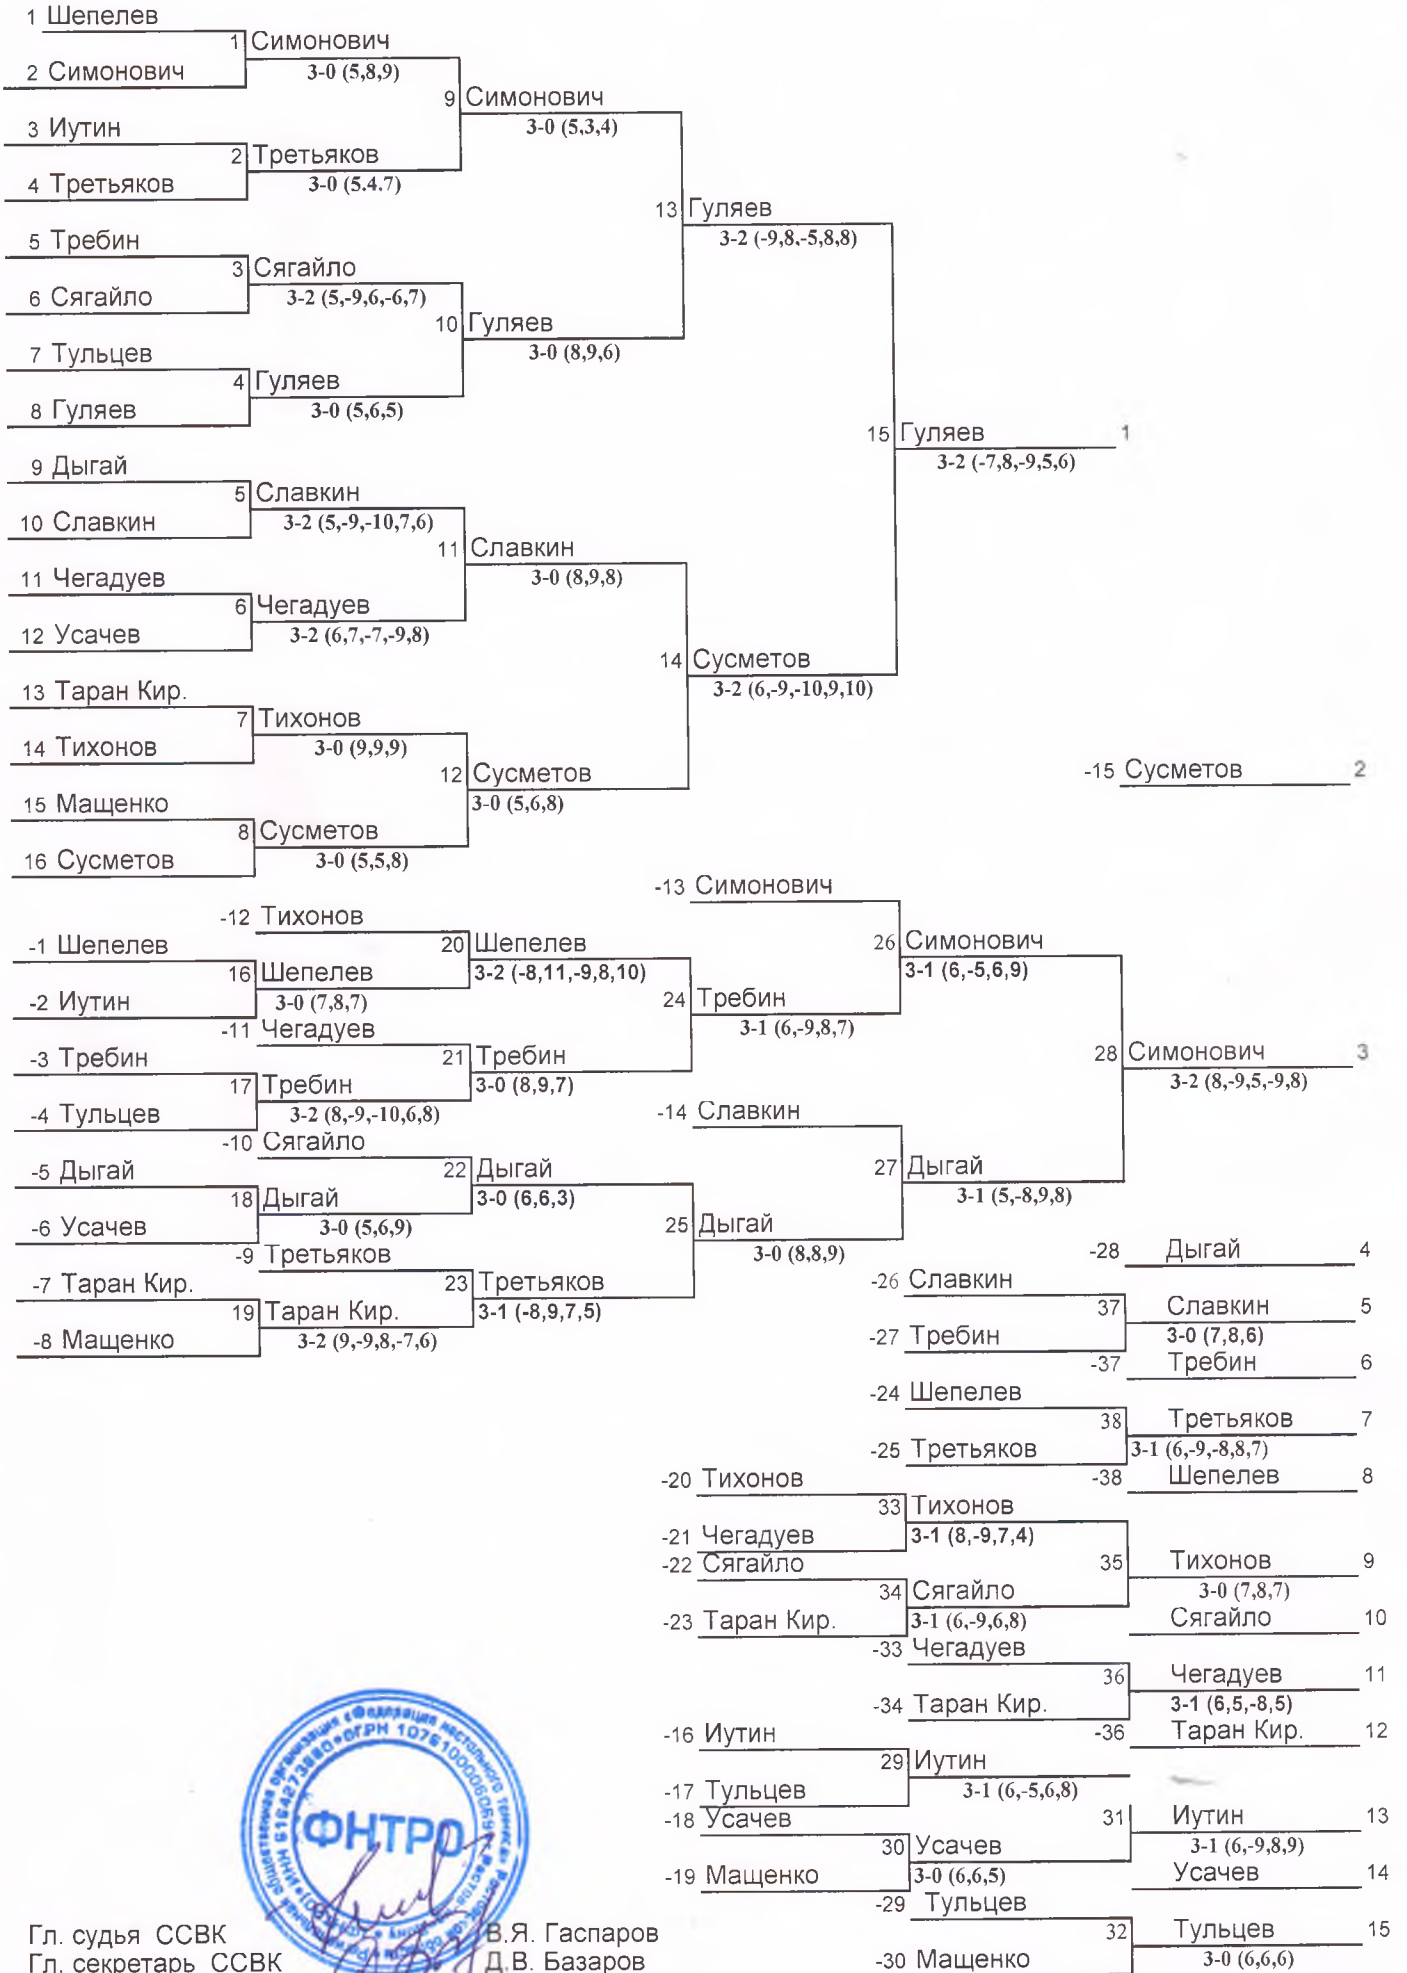 1 Шепелев
1 Симонович
3-0 (5,8,9)
2 Симонович
9 Симонович
3-0 (5,3,4)
3 Иутин
2 Третьяков
3-0 (5.4.7)
4 Третьяков
13 Гуляев
3-2 (-9,8,-5,8,8)
5 Требин
3 Сягайло
3-2 (5,-9,6,-6,7)
6 Сягайло
10 Гуляев
3-0 (8,9,6)
7 Тульцев
4 Гуляев
3-0 (5,6,5)
8 Гуляев
15 Гуляев 1
3-2 (-7,8,-9,5,6)
9 Дыгай
5 Славкин
3-2 (5,-9,-10,7,6)
10 Славкин
11 Славкин
3-0 (8,9,8)
11 Чегадуев
6 Чегадуев
3-2 (6,7,-7,-9,8)
12 Усачев
14 Сусметов
3-2 (6,-9,-10,9,10)
13 Таран Кир.
7 Тихонов
3-0 (9,9,9)
14 Тихонов
12 Сусметов
3-0 (5,6,8)
-15 Сусметов 2
15 Мащенко
8 Сусметов
3-0 (5,5,8)
16 Сусметов
-13 Симонович
-12 Тихонов
-1 Шепелев
20 Шепелев
3-2 (-8,11,-9,8,10)
26 Симонович
3-1 (6,-5,6,9)
16 Шепелев
3-0 (7,8,7)
-2 Иутин
24 Требин
3-1 (6,-9,8,7)
-11 Чегадуев
-3 Требин
21 Требин
3-0 (8,9,7)
28 Симонович 3
3-2 (8,-9,5,-9,8)
17 Требин
3-2 (8,-9,-10,6,8)
-4 Тульцев
-14 Славкин
-10 Сягайло
-5 Дыгай
22 Дыгай
3-0 (6,6,3)
27 Дыгай
3-1 (5,-8,9,8)
18 Дыгай
3-0 (5,6,9)
-6 Усачев
25 Дыгай
3-0 (8,8,9)
-9 Третьяков
-28 Дыгай 4
-7 Таран Кир.
23 Третьяков
3-1 (-8,9,7,5)
-26 Славкин
19 Таран Кир.
3-2 (9,-9,8,-7,6)
37 Славкин 5
3-0 (7,8,6)
-8 Мащенко
-27 Требин
-37 Требин 6
-24 Шепелев
38 Третьяков 7
3-1 (6,-9,-8,8,7)
-25 Третьяков
-38 Шепелев 8
-20 Тихонов
33 Тихонов
3-1 (8,-9,7,4)
-21 Чегадуев
-22 Сягайло
35 Тихонов 9
3-0 (7,8,7)
34 Сягайло
3-1 (6,-9,6,8)
-23 Таран Кир.
Сягайло 10
-33 Чегадуев
36 Чегадуев 11
3-1 (6,5,-8,5)
-34 Таран Кир.
-36 Таран Кир. 12
-16 Иутин
29 Иутин
3-1 (6,-5,6,8)
-17 Тульцев
-18 Усачев
31 Иутин 13
3-1 (6,-9,8,9)
30 Усачев
3-0 (6,6,5)
-19 Мащенко
Усачев 14
-29 Тульцев
32 Тульцев 15
3-0 (6,6,6)
-30 Мащенко
ФНТРО
Гл. судья ССВК В.Я. Гаспаров
Гл. секретарь ССВК Д.В. Базаров